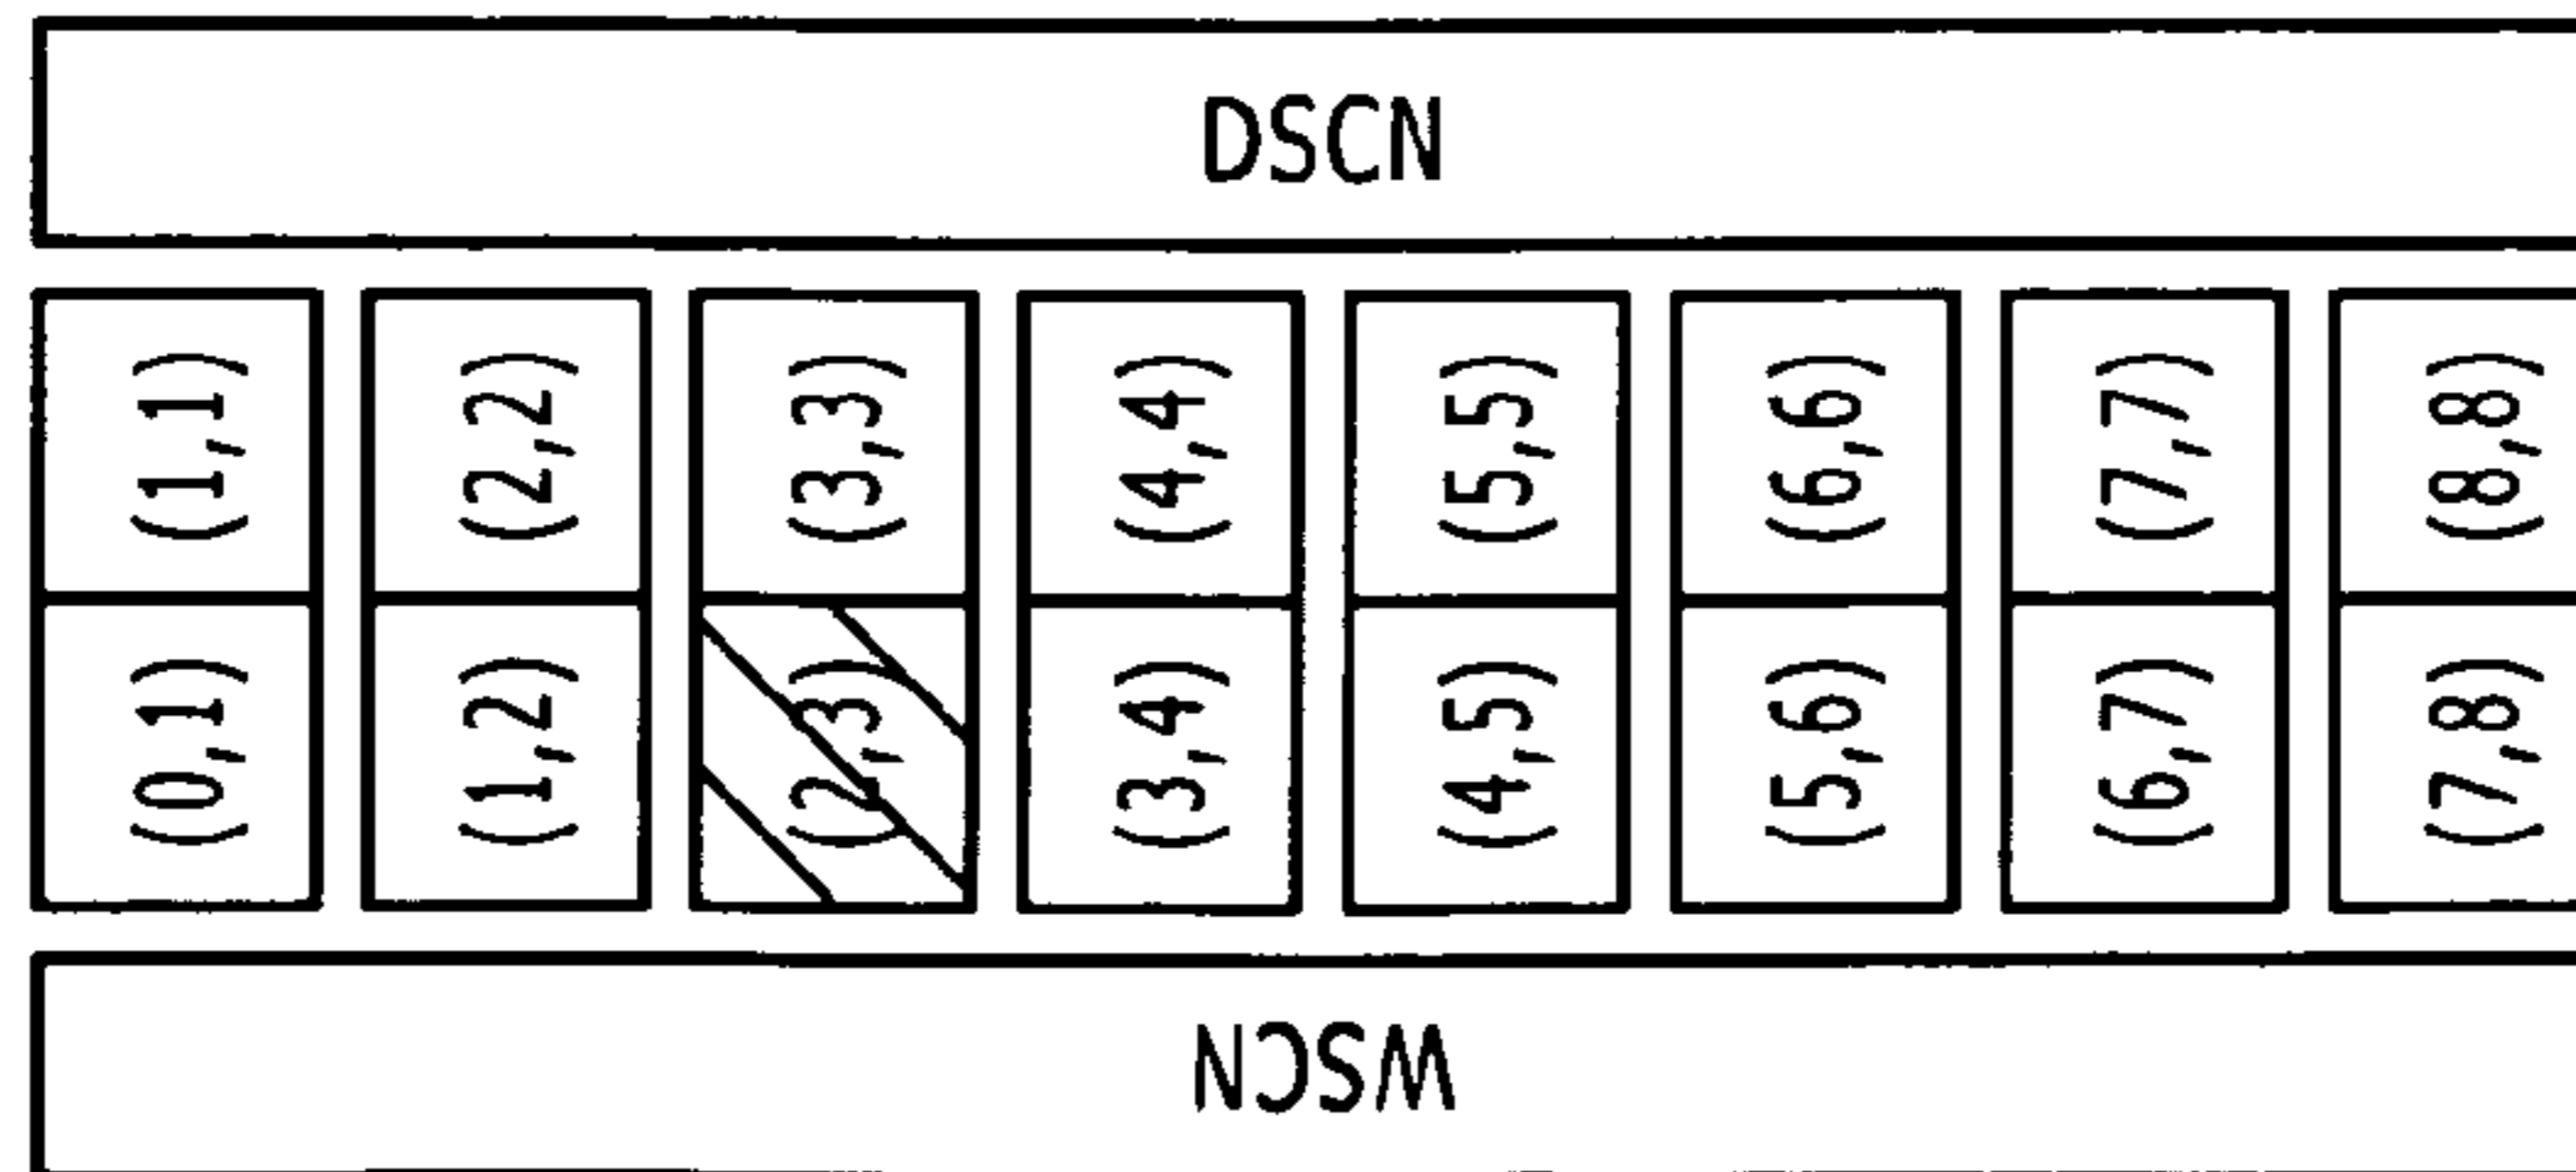 DSCN
(1,1) (2,2) (3,3) (4,4) (5,5) (6,6) (7,7) (8,8)
(0,1) (1,2) (2,3) (3,4) (4,5) (5,6) (6,7) (7,8)
WSCN